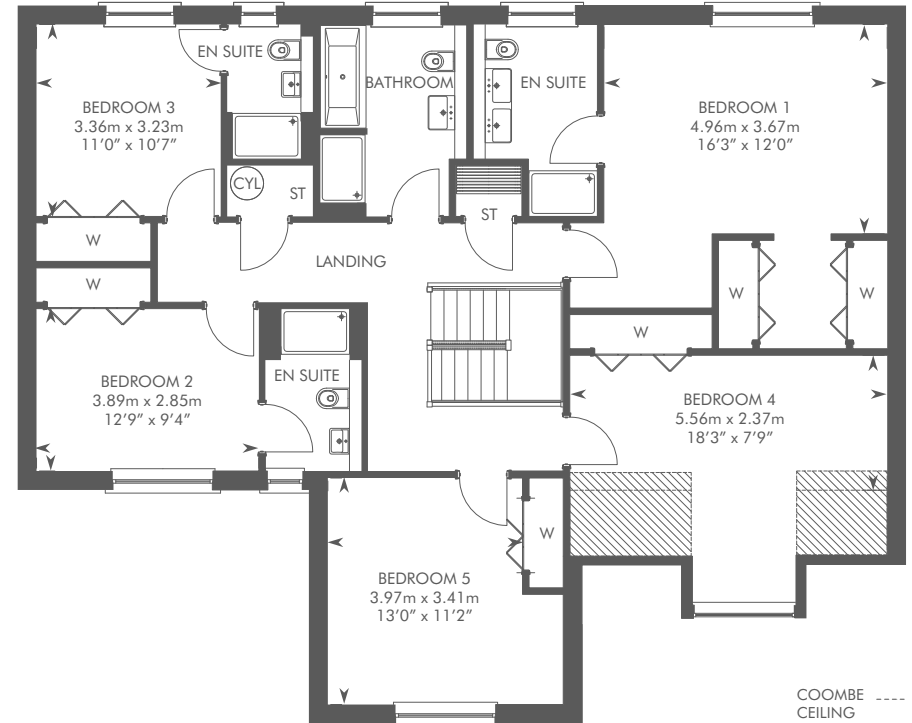 EN SUITE
BATHROOM
EN SUITE
BEDROOM 3
3.36m x 3.23m
11'0" x 10'7"
BEDROOM 1
4.96m x 3.67m
16'3" x 12'0"
CYL
ST
ST
W
LANDING
W
W
W
W
BEDROOM 2
3.89m x 2.85m
12'9" x 9'4"
EN SUITE
BEDROOM 4
5.56m x 2.37m
18'3" x 7'9"
W
BEDROOM 5
3.97m x 3.41m
13'0" x 11'2"
COOMBE
CEILING